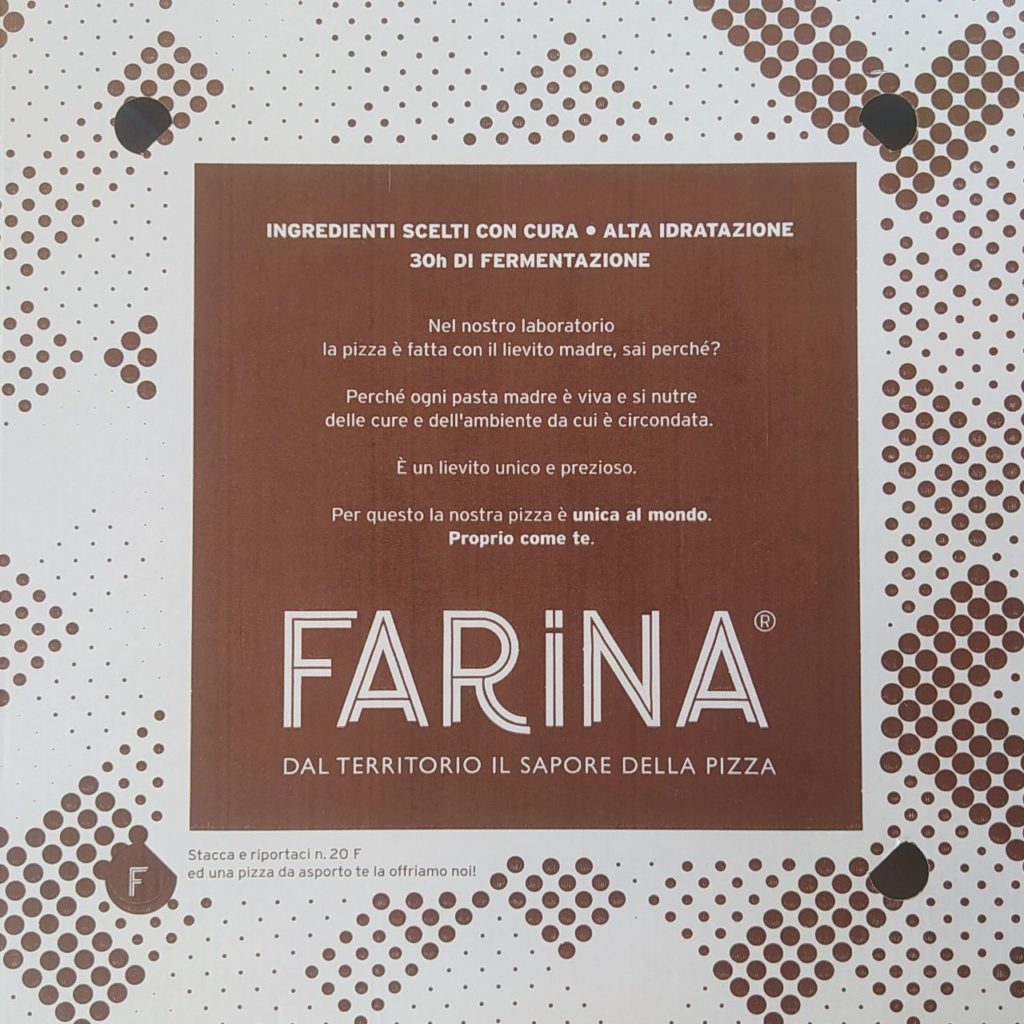 INGREDIENTI SCELTI CON CURA • ALTA IDRATAZIONE
30h DI FERMENTAZIONE
Nel nostro laboratorio
la pizza è fatta con il lievito madre, sai perché?
Perché ogni pasta madre è viva e si nutre
delle cure e dell'ambiente da cui è circondata.
È un lievito unico e prezioso.
Per questo la nostra pizza è unica al mondo.
Proprio come te.
FARiNA®
DAL TERRITORIO IL SAPORE DELLA PIZZA
Stacca e riportaci n. 20 F
ed una pizza da asporto te la offriamo noi!
F